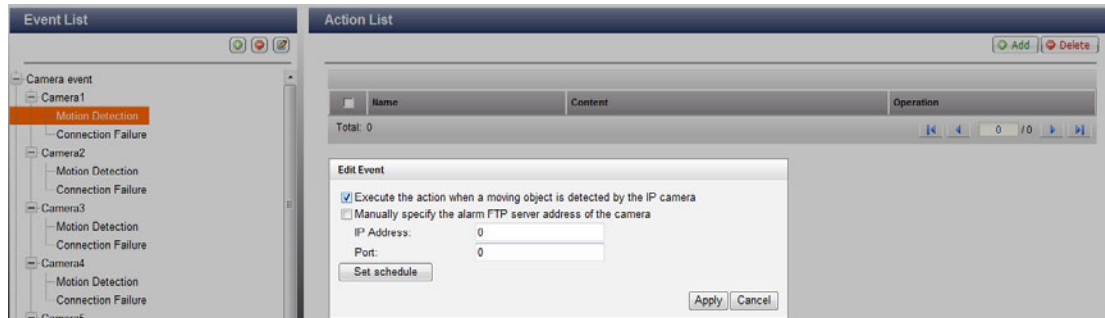 Event List
Action List
Add
Delete
Camera event
Camera1
Motion Detection
Connection Failure
Camera2
Motion Detection
Connection Failure
Camera3
Motion Detection
Connection Failure
Camera4
Motion Detection
Connection Failure
Camera5
Name Content Operation
Total: 0
0 /0
Edit Event
Execute the action when a moving object is detected by the IP camera
Manually specify the alarm FTP server address of the camera
IP Address: 0
Port: 0
Set schedule
Apply Cancel